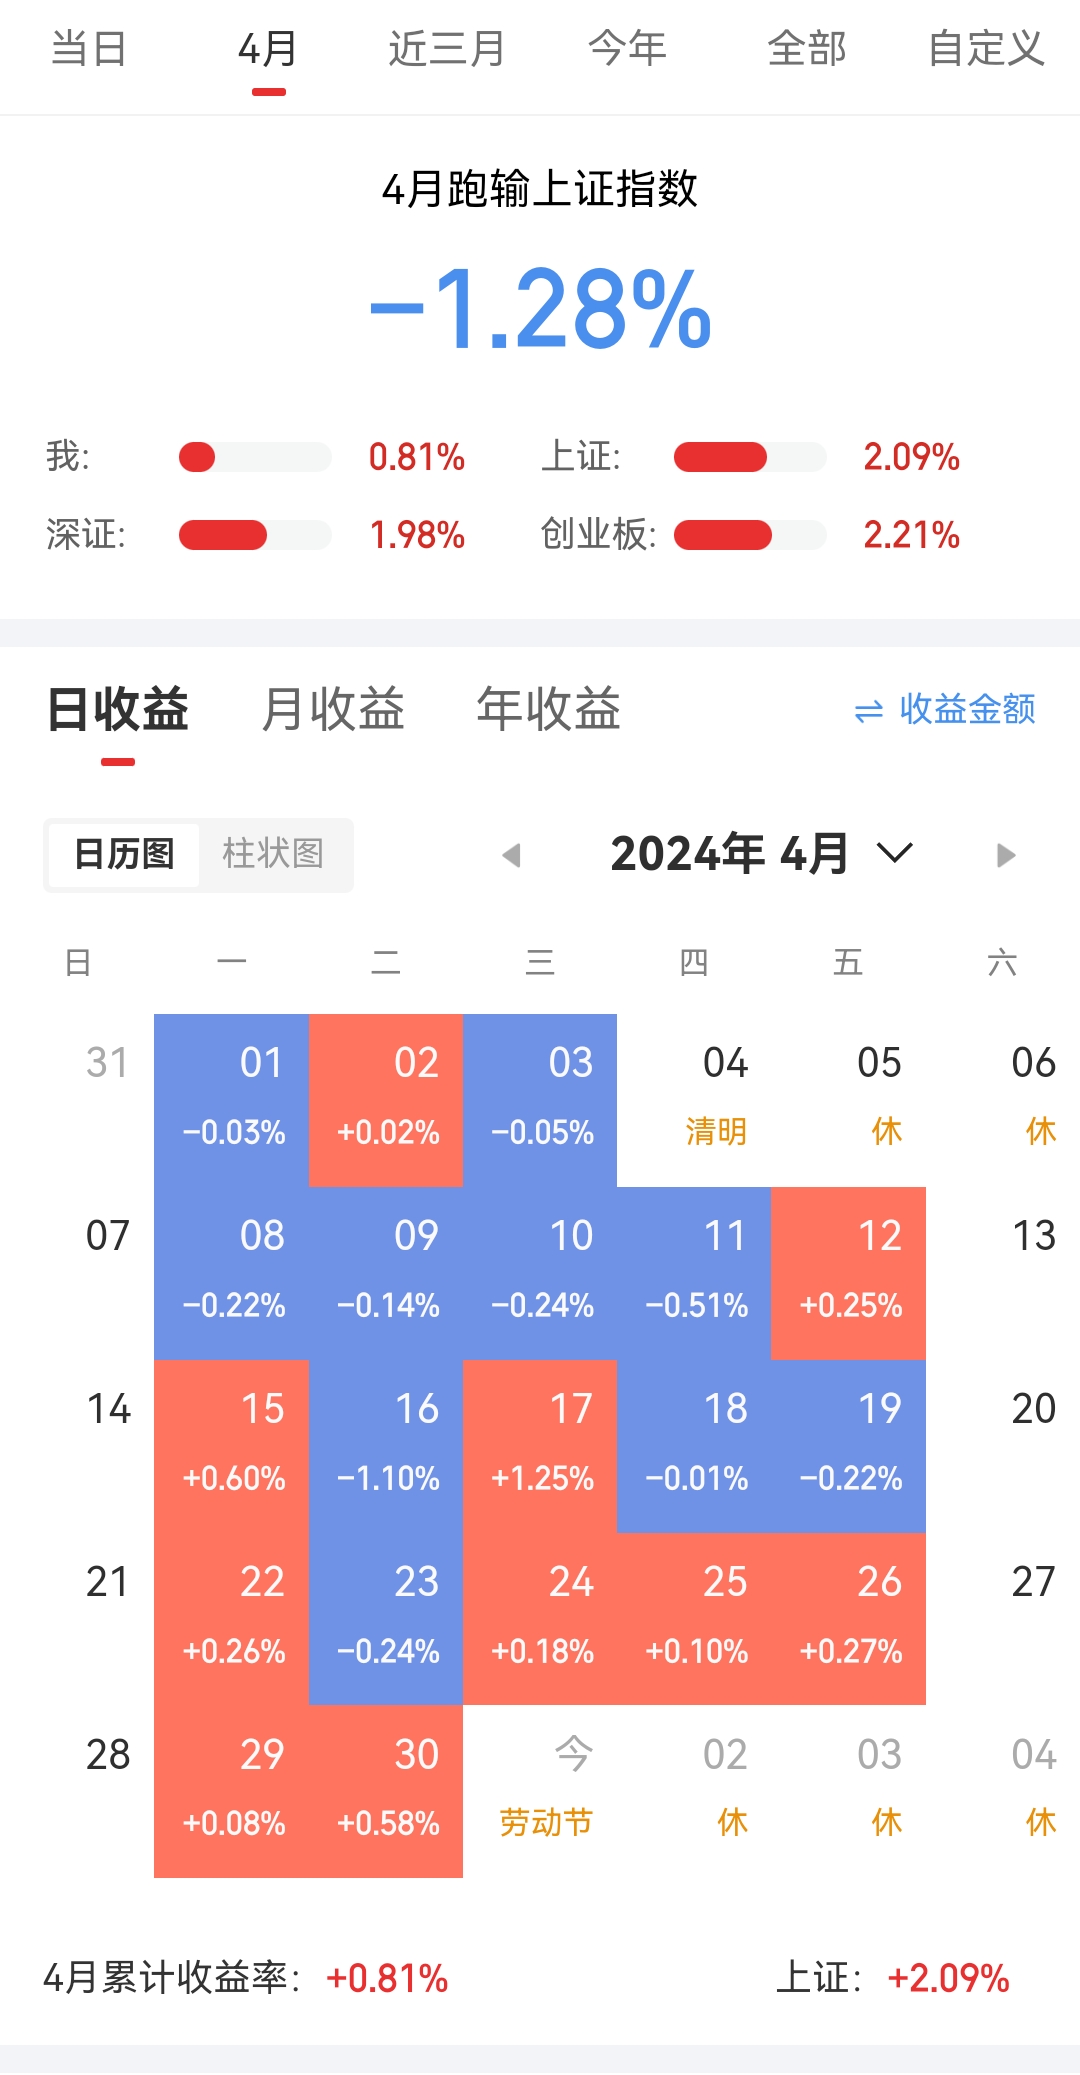 当日 4月 近三月 今年 全部 自定义
4月跑输上证指数
-1.28%
我: 0.81% 上证: 2.09%
深证: 1.98% 创业板: 2.21%
日收益 月收益 年收益 ⇌ 收益金额
日历图 柱状图 2024年 4月
日 一 二 三 四 五 六
31 01 02 03 04 05 06
-0.03% +0.02% -0.05% 清明 休 休
07 08 09 10 11 12 13
-0.22% -0.14% -0.24% -0.51% +0.25%
14 15 16 17 18 19 20
+0.60% -1.10% +1.25% -0.01% -0.22%
21 22 23 24 25 26 27
+0.26% -0.24% +0.18% +0.10% +0.27%
28 29 30 今 02 03 04
+0.08% +0.58% 劳动节 休 休 休
4月累计收益率: +0.81% 上证: +2.09%